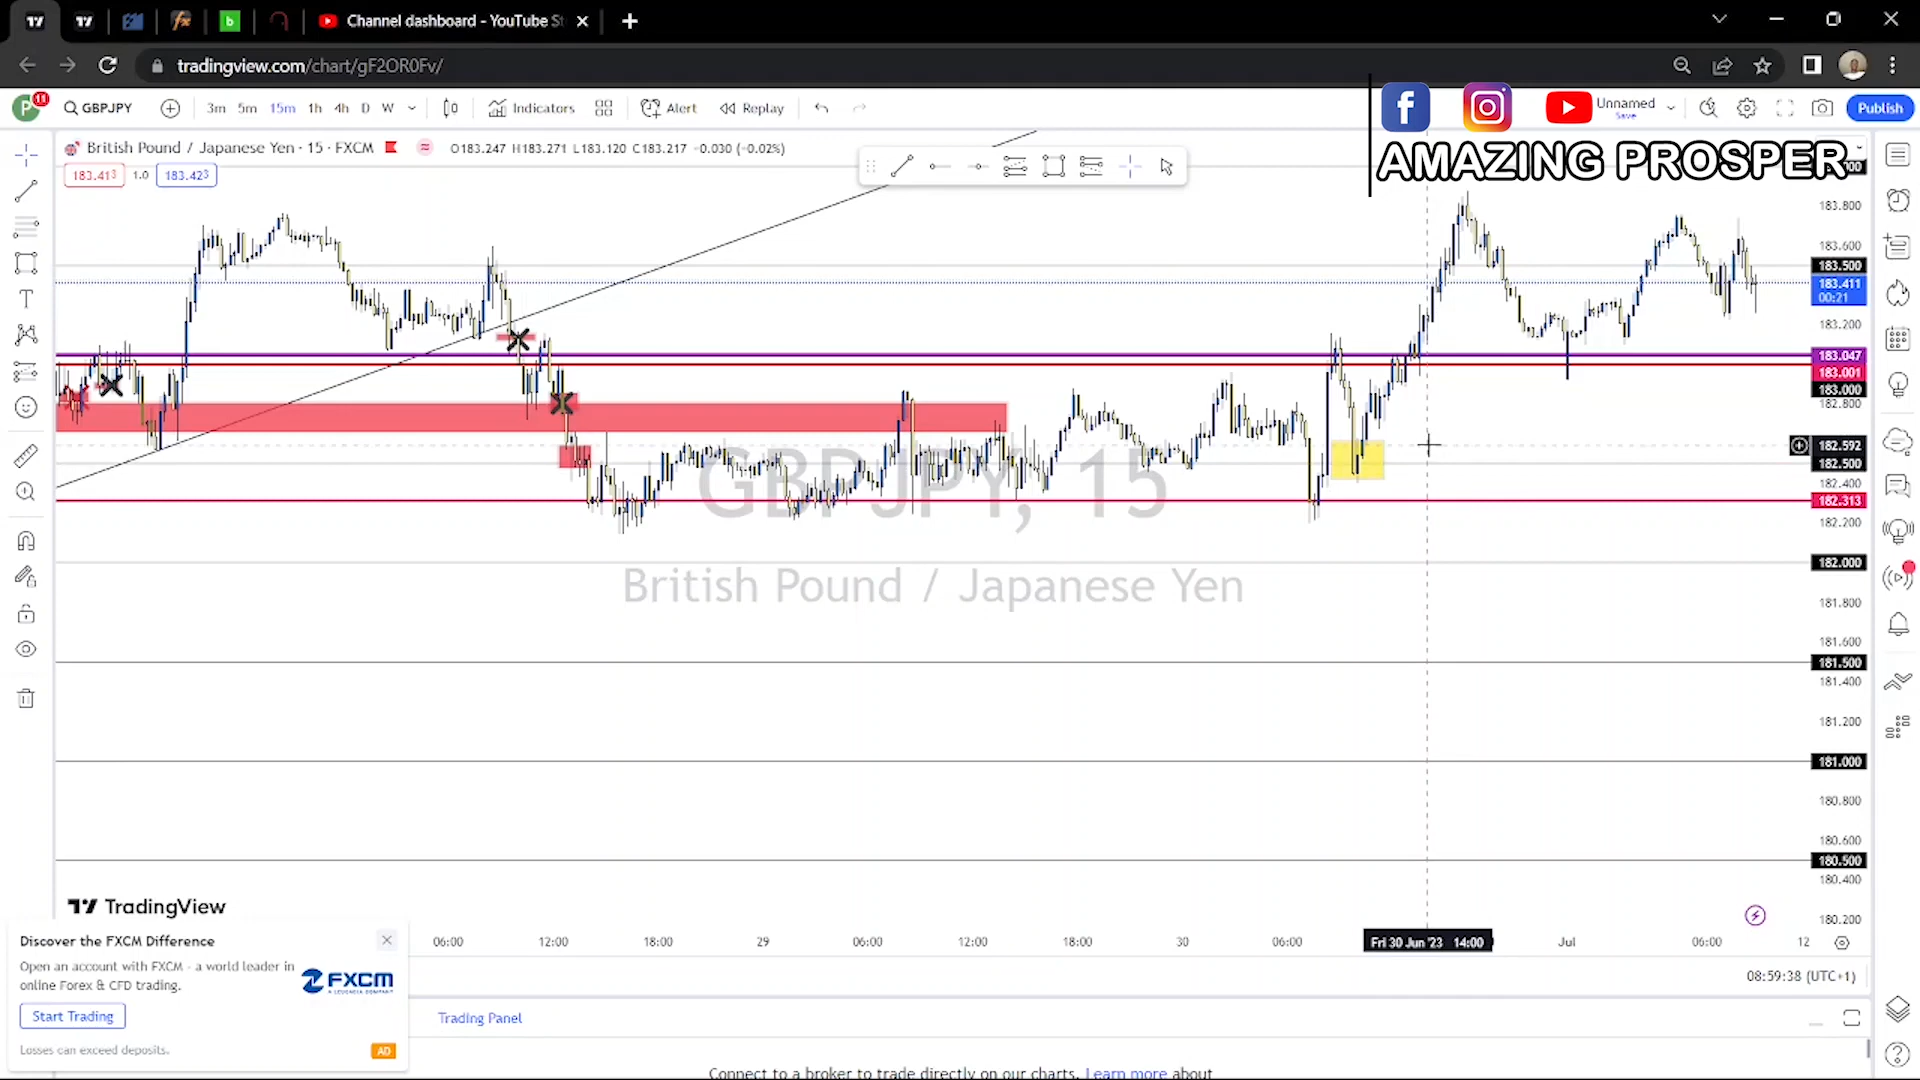 Channel dashboard - YouTube St
tradingview.com/chart/gF2OR0Fv/
P 11 GBPJPY 3m 5m 15m 1h 4h D W Indicators Alert Replay Unnamed Save Publish
AMAZING PROSPER
British Pound / Japanese Yen · 15 · FXCM O183.247 H183.271 L183.120 C183.217 -0.030 (-0.02%)
183.413 1.0 183.423
183.800
183.600
183.500
183.411
00:21
183.200
183.047
183.001
183.000
182.800
182.592
182.500
182.400
182.313
182.200
GBPJPY, 15
182.000
British Pound / Japanese Yen
181.800
181.600
181.500
181.400
181.200
181.000
180.800
180.600
180.500
180.400
180.200
TradingView
06:00 12:00 18:00 29 06:00 12:00 18:00 30 06:00 Fri 30 Jun '23 14:00 Jul 06:00 12
Discover the FXCM Difference
Open an account with FXCM - a world leader in
online Forex & CFD trading.
FXCM
Start Trading
Losses can exceed deposits.
AD
08:59:38 (UTC+1)
Trading Panel
Connect to a broker to trade directly on our charts. Learn more about